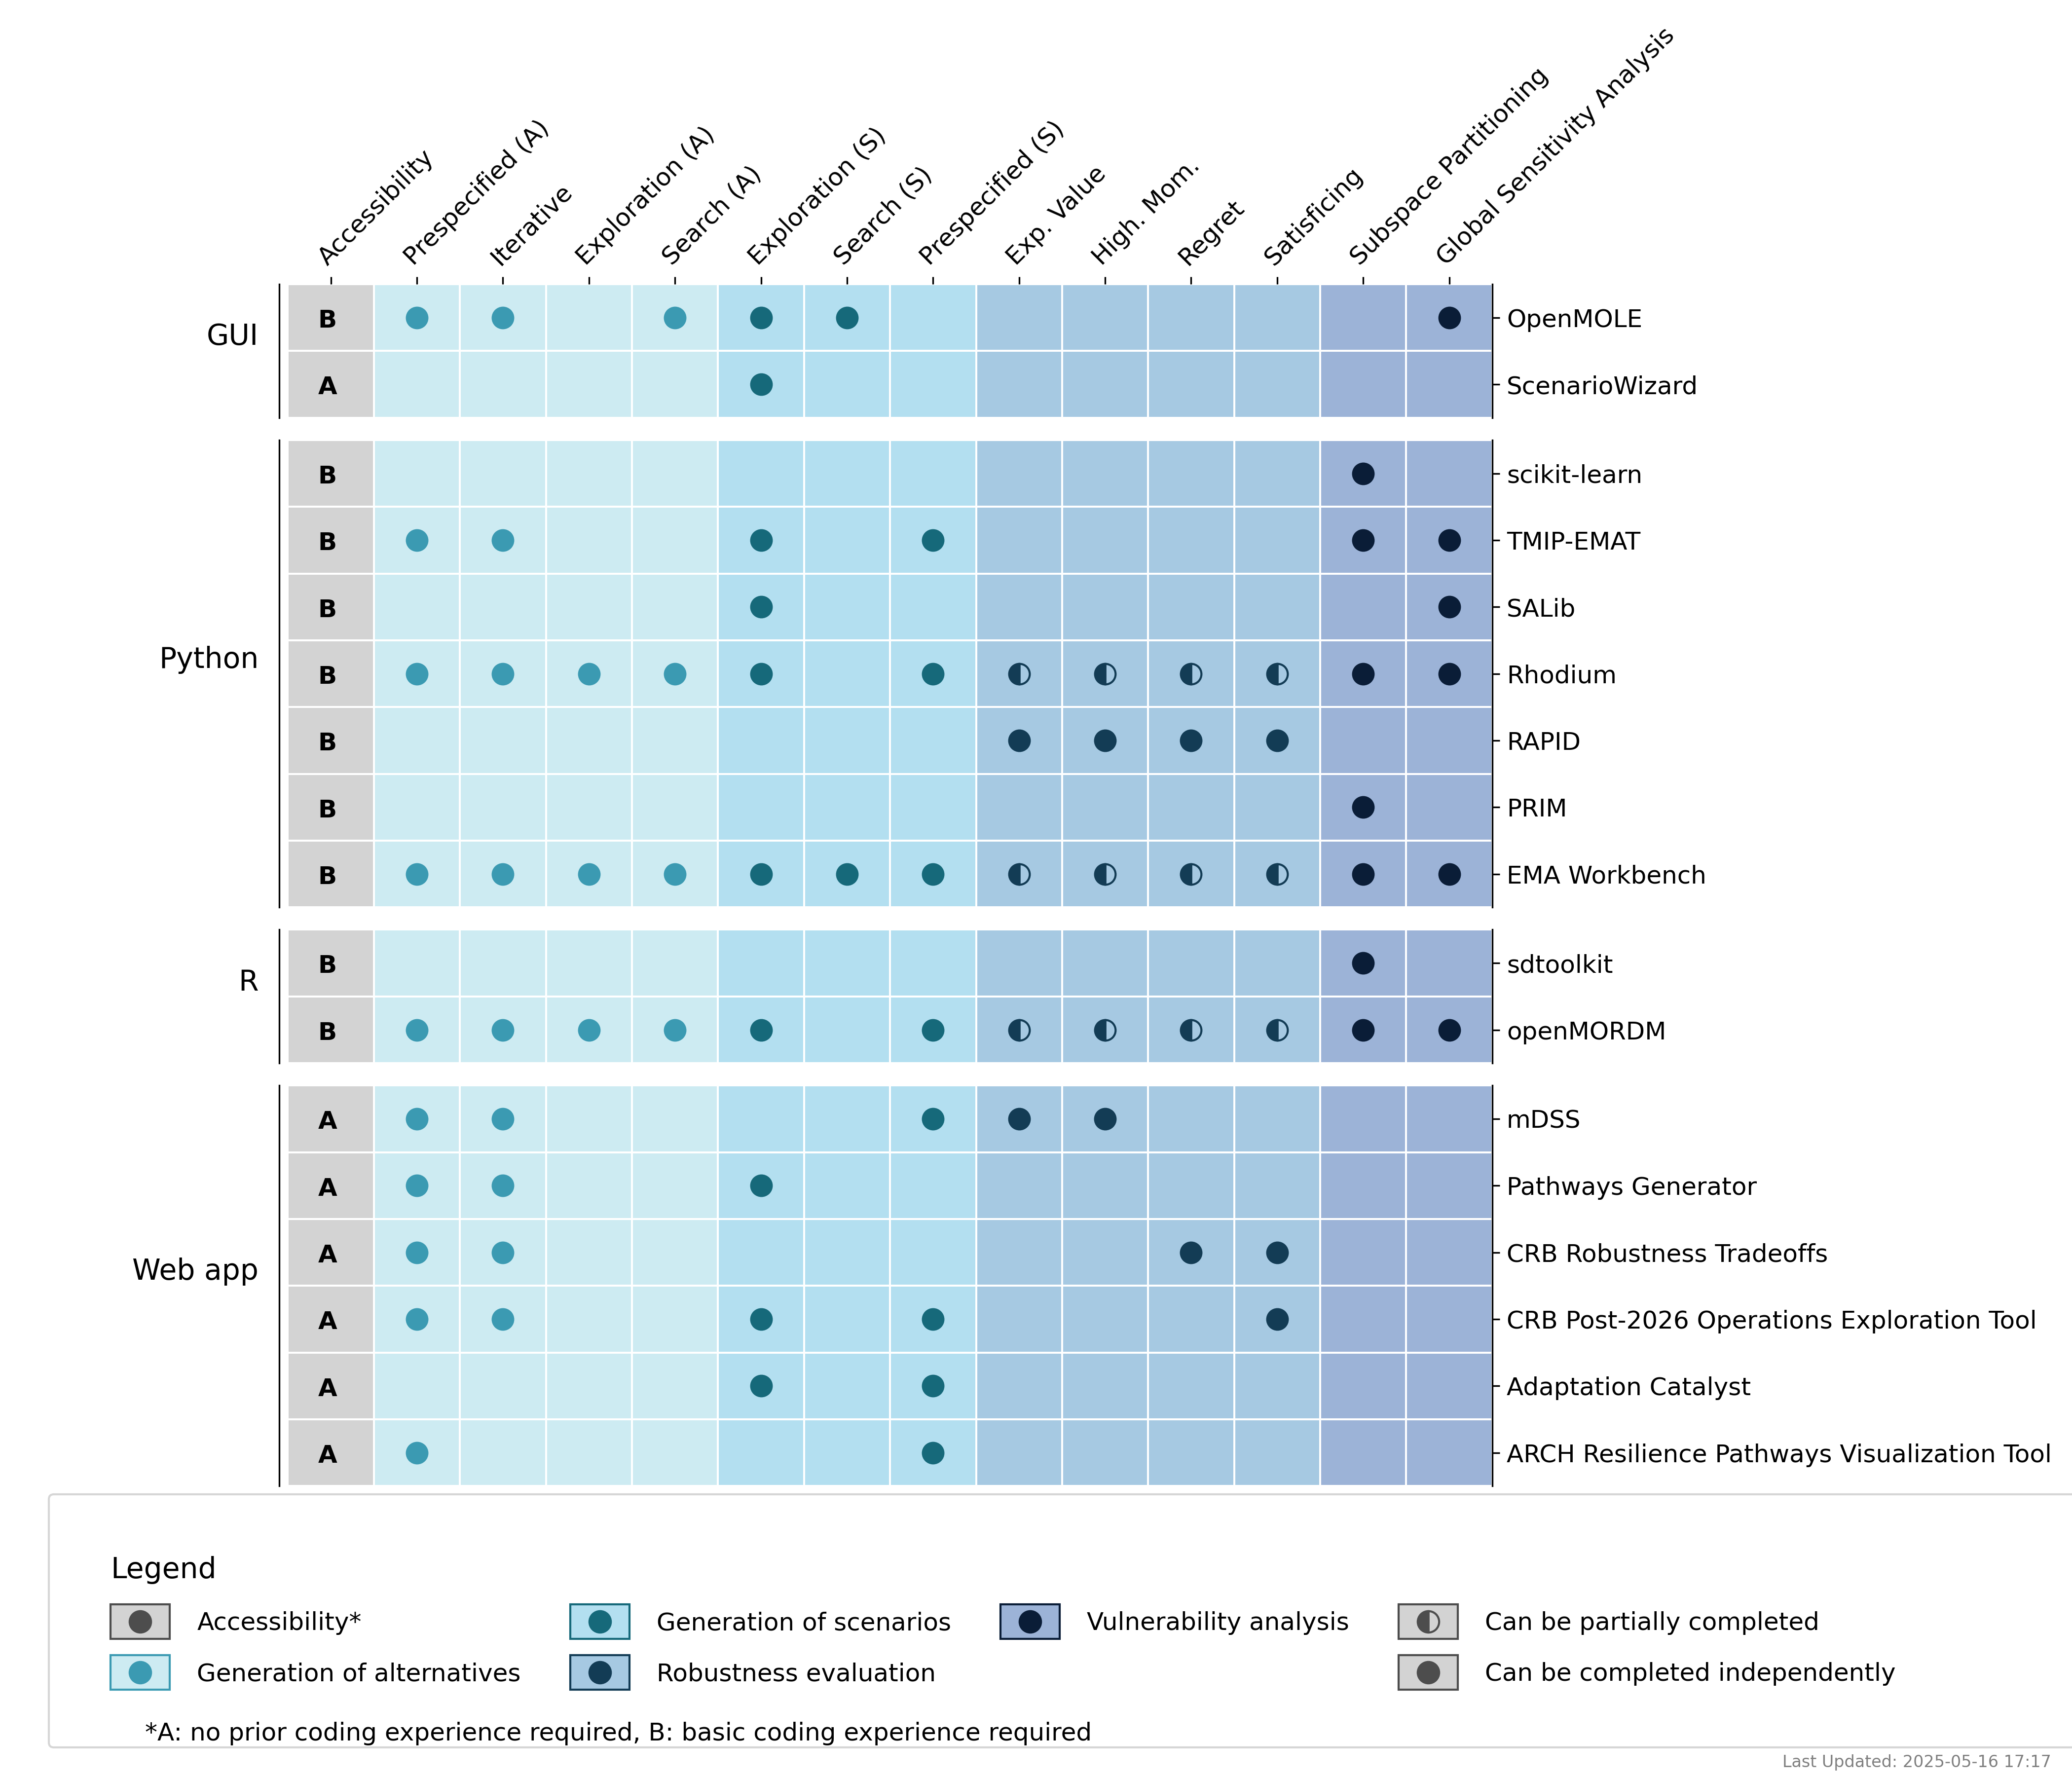 Accessibility
Prespecified (A)
Iterative
Exploration (A)
Search (A)
Exploration (S)
Search (S)
Prespecified (S)
Exp. Value
High. Mom.
Regret
Satisficing
Subspace Partitioning
Global Sensitivity Analysis
GUI
B OpenMOLE
A ScenarioWizard
Python
B scikit-learn
B TMIP-EMAT
B SALib
B Rhodium
B RAPID
B PRIM
B EMA Workbench
R
B sdtoolkit
B openMORDM
Web app
A mDSS
A Pathways Generator
A CRB Robustness Tradeoffs
A CRB Post-2026 Operations Exploration Tool
A Adaptation Catalyst
A ARCH Resilience Pathways Visualization Tool
Legend
Accessibility*
Generation of alternatives
Generation of scenarios
Robustness evaluation
Vulnerability analysis
Can be partially completed
Can be completed independently
*A: no prior coding experience required, B: basic coding experience required
Last Updated: 2025-05-16 17:17